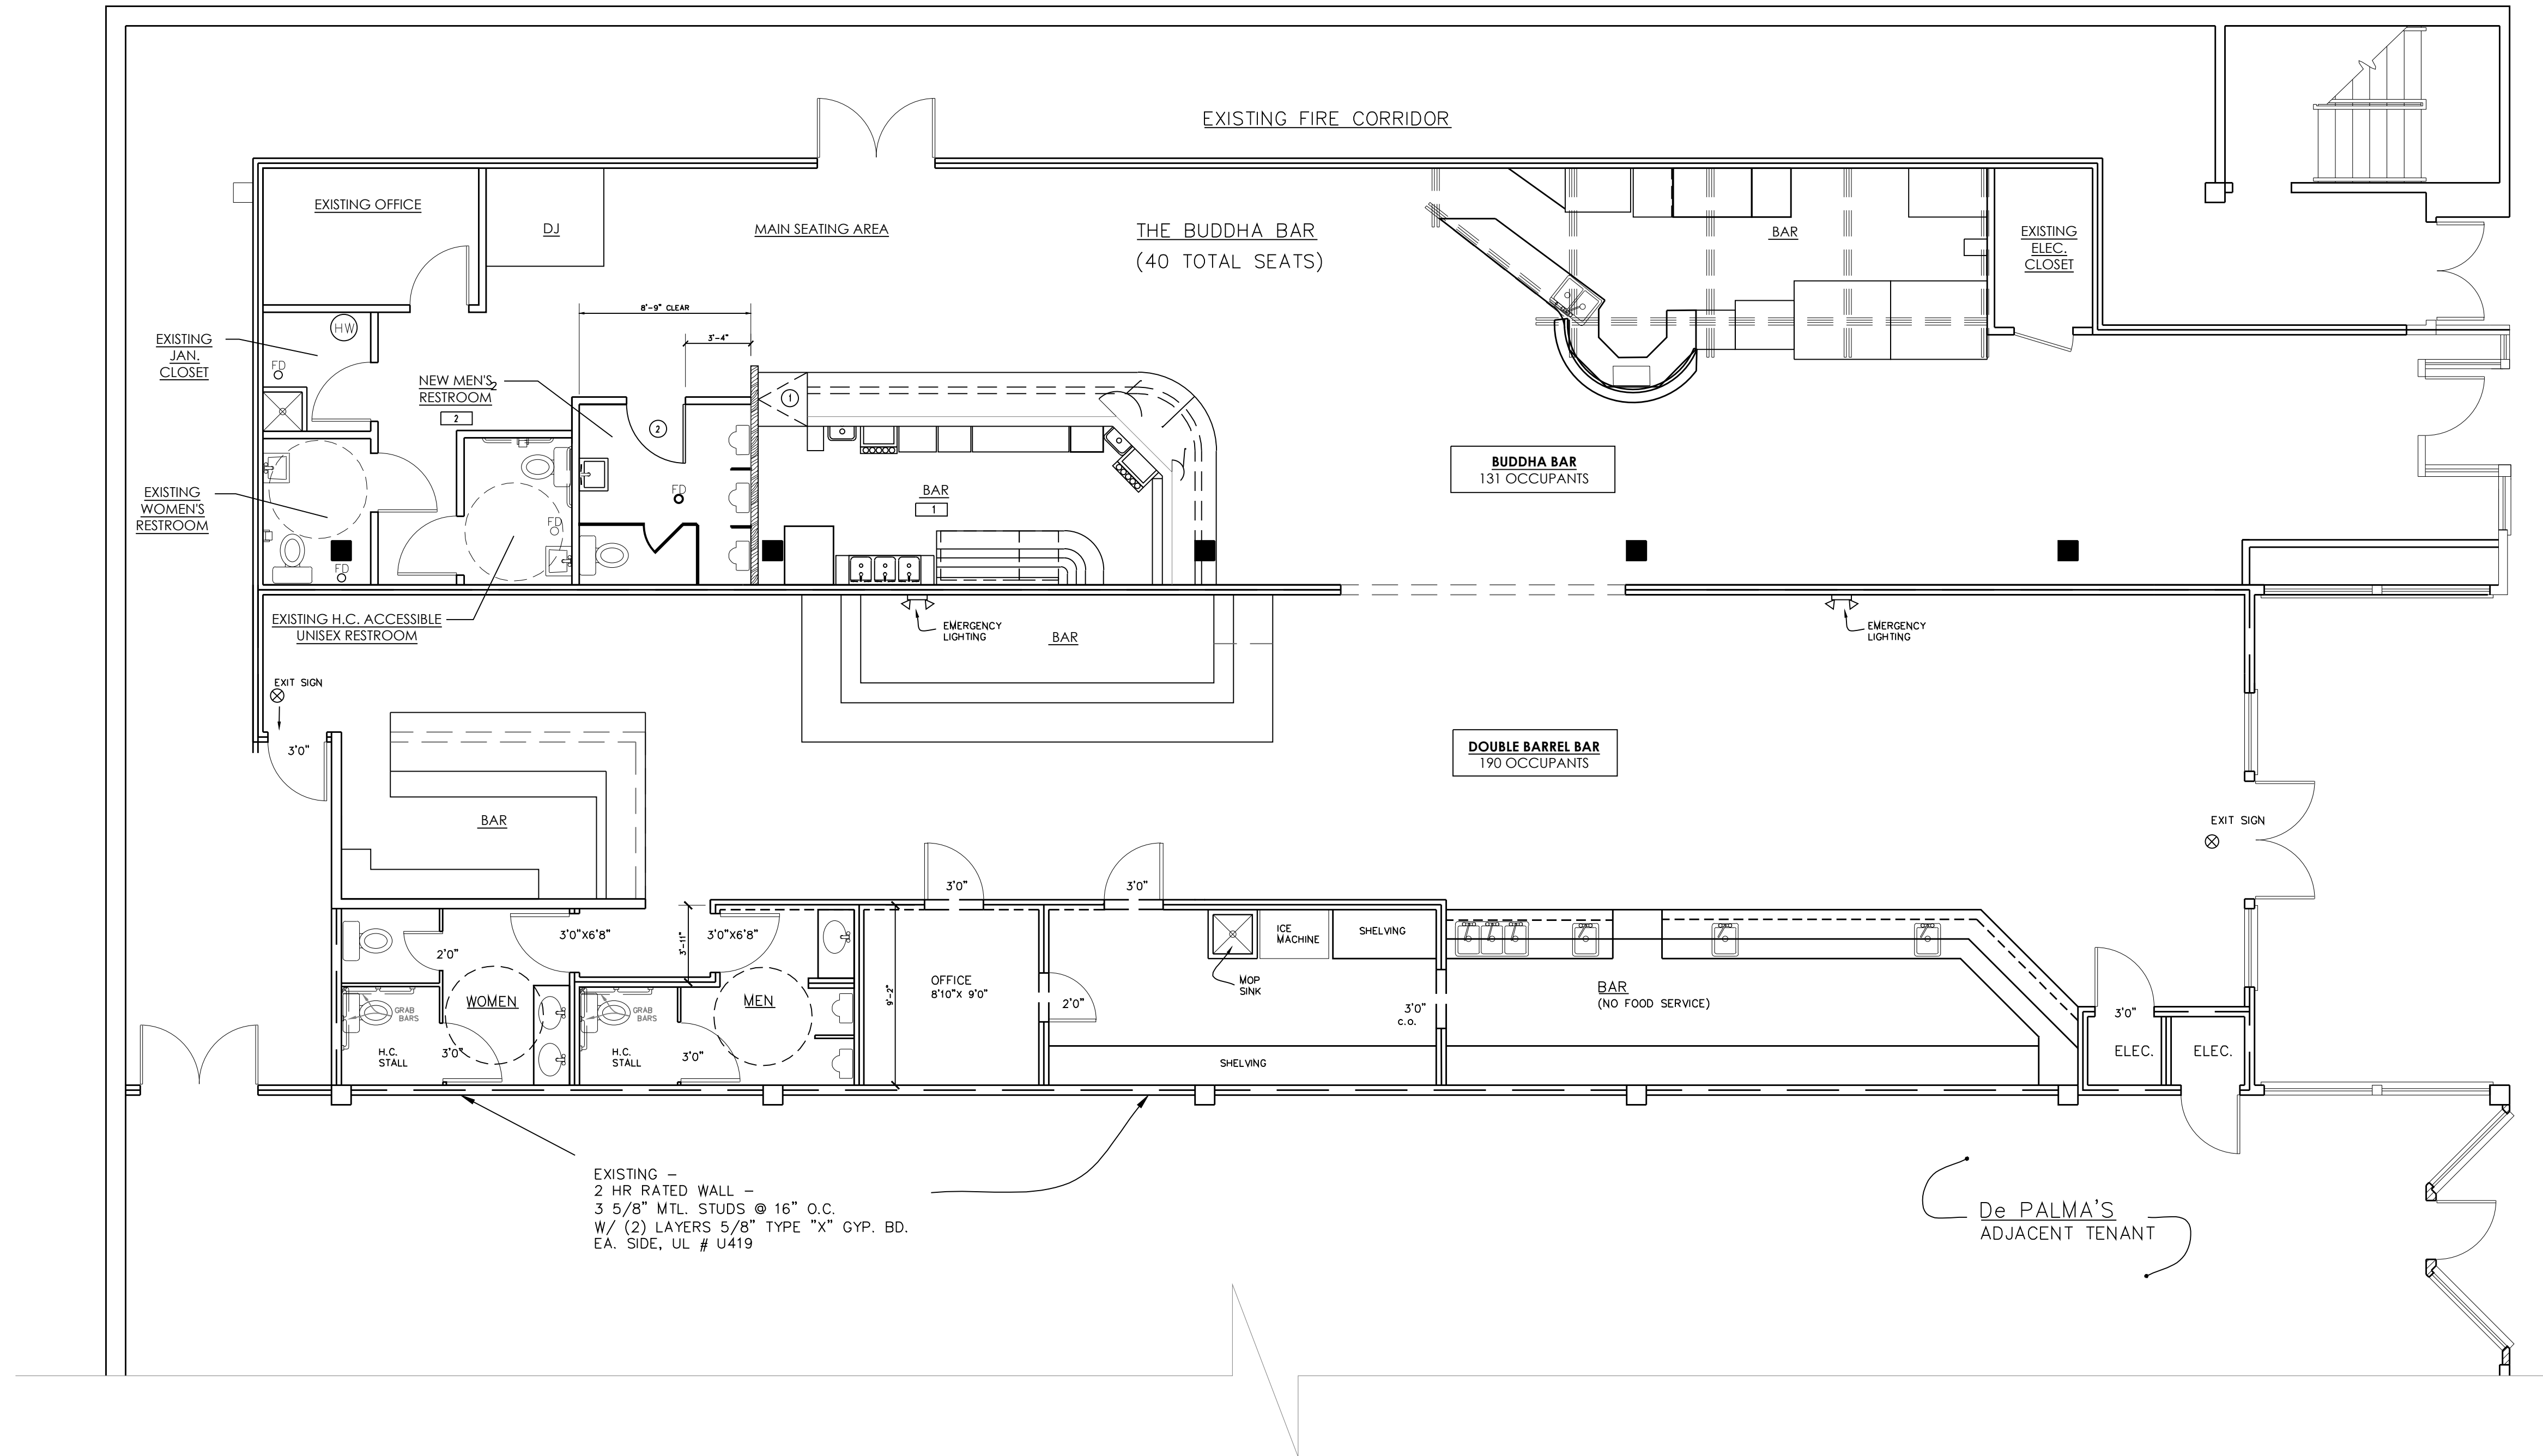 EXISTING FIRE CORRIDOR
EXISTING OFFICE
DJ
MAIN SEATING AREA
THE BUDDHA BAR
(40 TOTAL SEATS)
BAR
EXISTING
ELEC.
CLOSET
8'-9" CLEAR
3'-4"
HW
EXISTING
JAN.
CLOSET
FD
NEW MEN'S
2
RESTROOM
2
1
2
BUDDHA BAR
131 OCCUPANTS
BAR
1
FD
EXISTING
WOMEN'S
RESTROOM
FD
FD
EXISTING H.C. ACCESSIBLE
UNISEX RESTROOM
EMERGENCY
LIGHTING
BAR
EMERGENCY
LIGHTING
EXIT SIGN
3'0"
DOUBLE BARREL BAR
190 OCCUPANTS
BAR
EXIT SIGN
3'0"
3'0"
3'0"X6'8"
3'-11"
3'0"X6'8"
ICE
MACHINE
SHELVING
2'0"
OFFICE
8'10"X 9'0"
MOP
SINK
BAR
(NO FOOD SERVICE)
WOMEN
MEN
9'-2"
2'0"
3'0"
C.O.
3'0"
GRAB
BARS
GRAB
BARS
H.C.
STALL
3'0"
H.C.
STALL
3'0"
SHELVING
ELEC.
ELEC.
EXISTING –
2 HR RATED WALL –
3 5/8" MTL. STUDS @ 16" O.C.
W/ (2) LAYERS 5/8" TYPE "X" GYP. BD.
EA. SIDE, UL # U419
De PALMA'S
ADJACENT TENANT